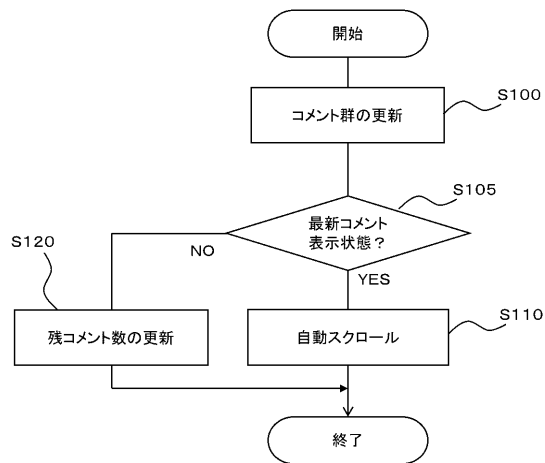 開始
コメント群の更新
S100
最新コメント
表示状態?
S105
NO
YES
S120
残コメント数の更新
自動スクロール
S110
終了